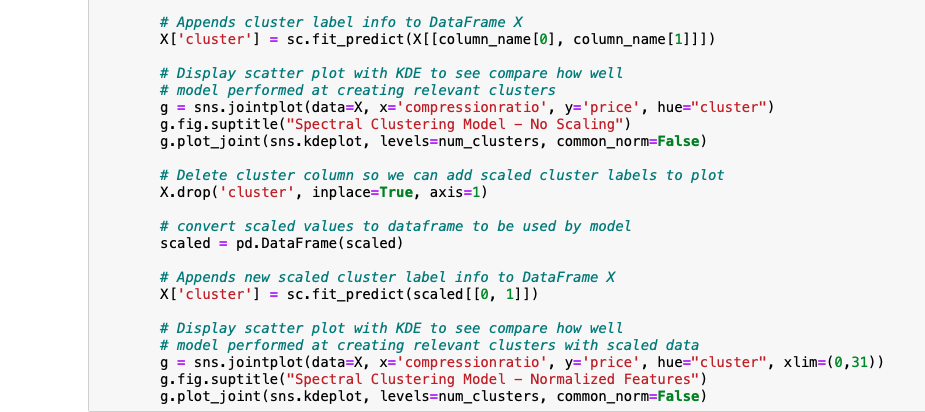 # Appends cluster label info to DataFrame X
X['cluster'] = sc.fit_predict(X[[column_name[0], column_name[1]]])
# Display scatter plot with KDE to see compare how well
# model performed at creating relevant clusters
g = sns.jointplot(data=X, x='compressionratio', y='price', hue="cluster")
g.fig.suptitle("Spectral Clustering Model - No Scaling")
g.plot_joint(sns.kdeplot, levels=num_clusters, common_norm=False)
# Delete cluster column so we can add scaled cluster labels to plot
X.drop('cluster', inplace=True, axis=1)
# convert scaled values to dataframe to be used by model
scaled = pd.DataFrame(scaled)
# Appends new scaled cluster label info to DataFrame X
X['cluster'] = sc.fit_predict(scaled[[0, 1]])
# Display scatter plot with KDE to see compare how well
# model performed at creating relevant clusters with scaled data
g = sns.jointplot(data=X, x='compressionratio', y='price', hue="cluster", xlim=(0,31))
g.fig.suptitle("Spectral Clustering Model - Normalized Features")
g.plot_joint(sns.kdeplot, levels=num_clusters, common_norm=False)